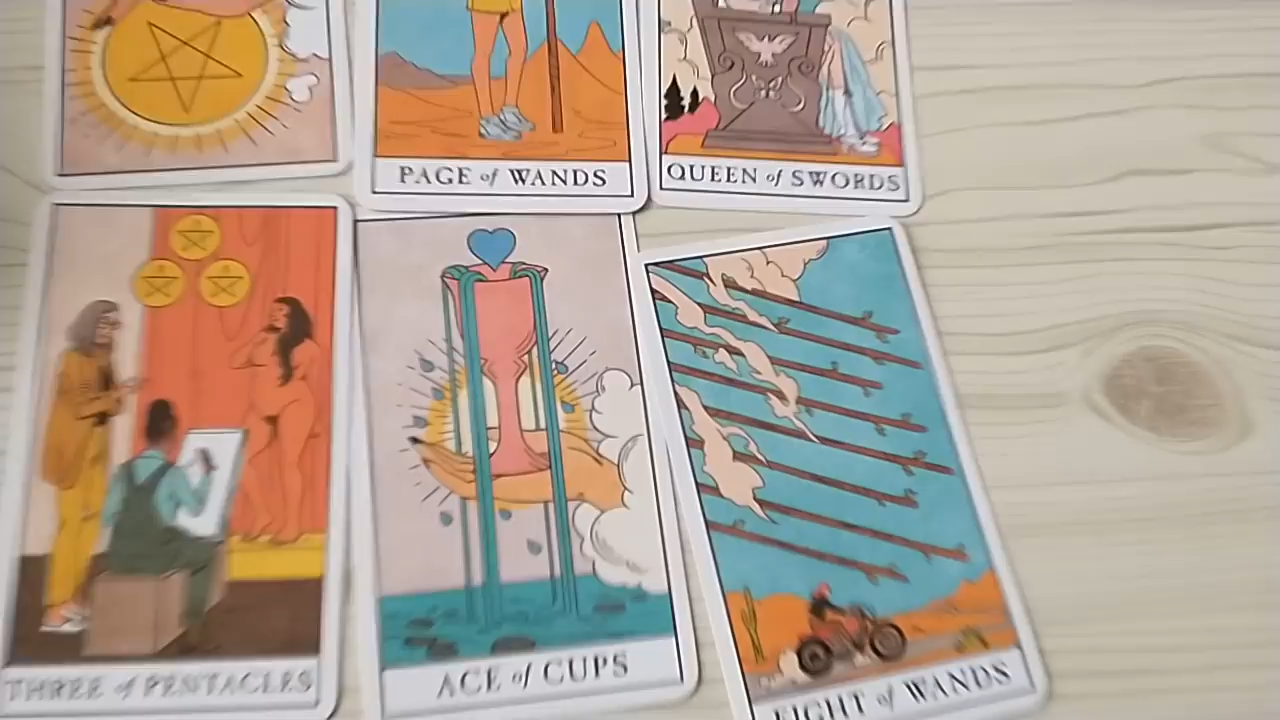 PAGE of WANDS
QUEEN of SWORDS
THREE of PENTACLES
ACE of CUPS
EIGHT of WANDS